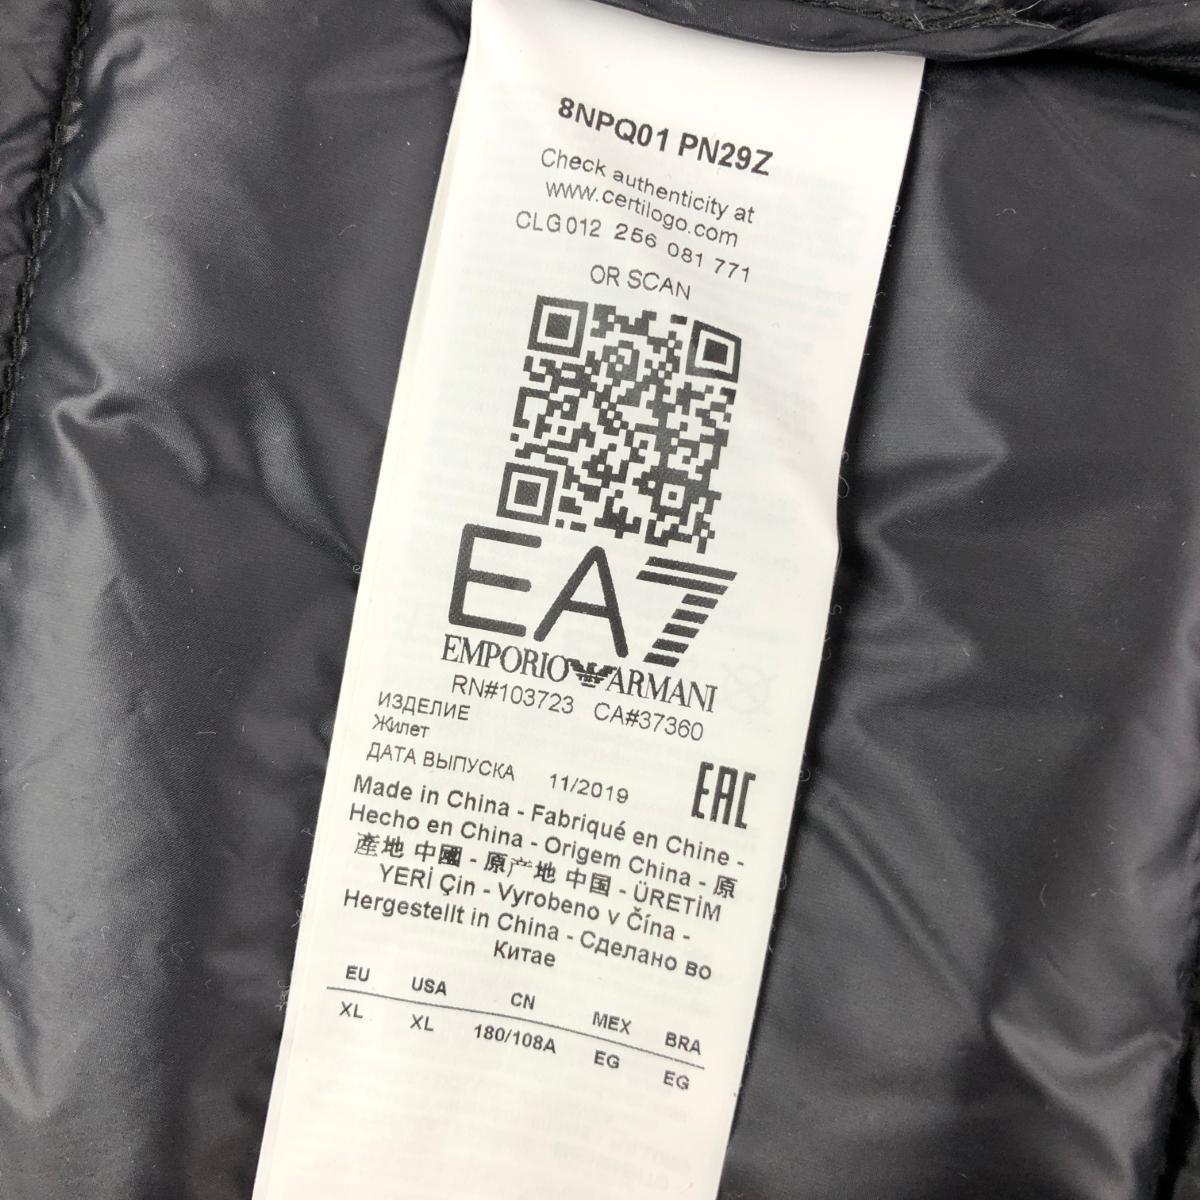 8NPQ01 PN29Z
Check authenticity at
www.certilogo.com
CLG012 256 081 771
OR SCAN
EA7
EMPORIO ARMANI
RN#103723 CA#37360
ИЗДЕЛИЕ
Жилет
ДАТА ВЫПУСКА 11/2019
EAC
Made in China - Fabriqué en Chine -
Hecho en China - Origem China - 原
產地 中國 - 原产地 中国 - ÜRETİM
YERİ Çin - Vyrobeno v Čína -
Hergestellt in China - Сделано во
Китае
EU USA CN MEX BRA
XL XL 180/108A EG EG